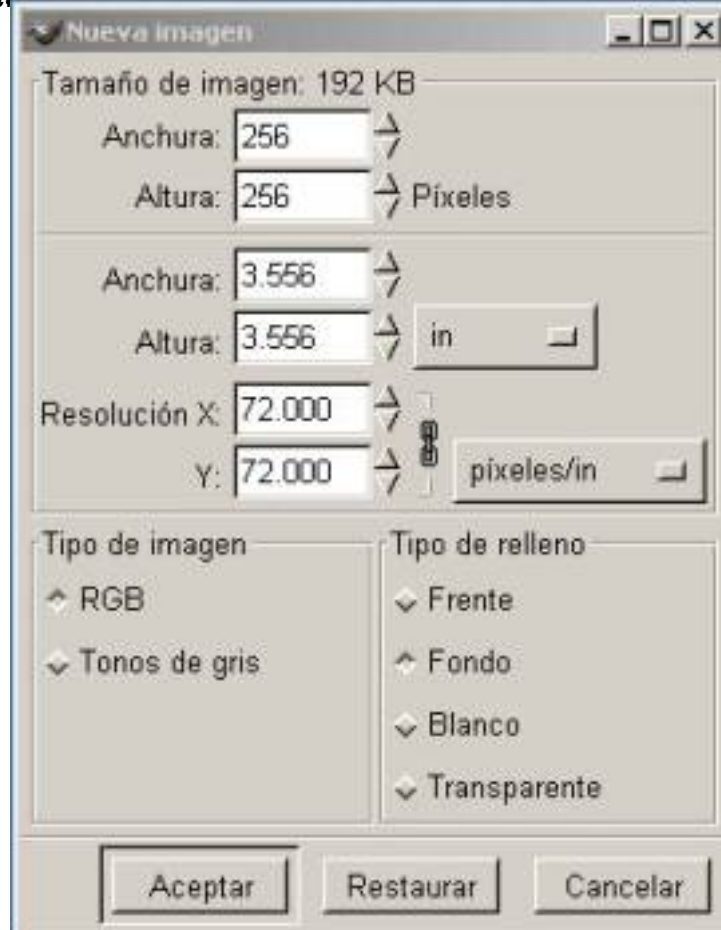 Nueva imagen
Tamaño de imagen: 192 KB
Anchura: 256
Altura: 256 Píxeles
Anchura: 3.556
Altura: 3.556 in
Resolución X: 72.000
Y: 72.000 píxeles/in
Tipo de imagen
RGB
Tonos de gris
Tipo de relleno
Frente
Fondo
Blanco
Transparente
Aceptar Restaurar Cancelar